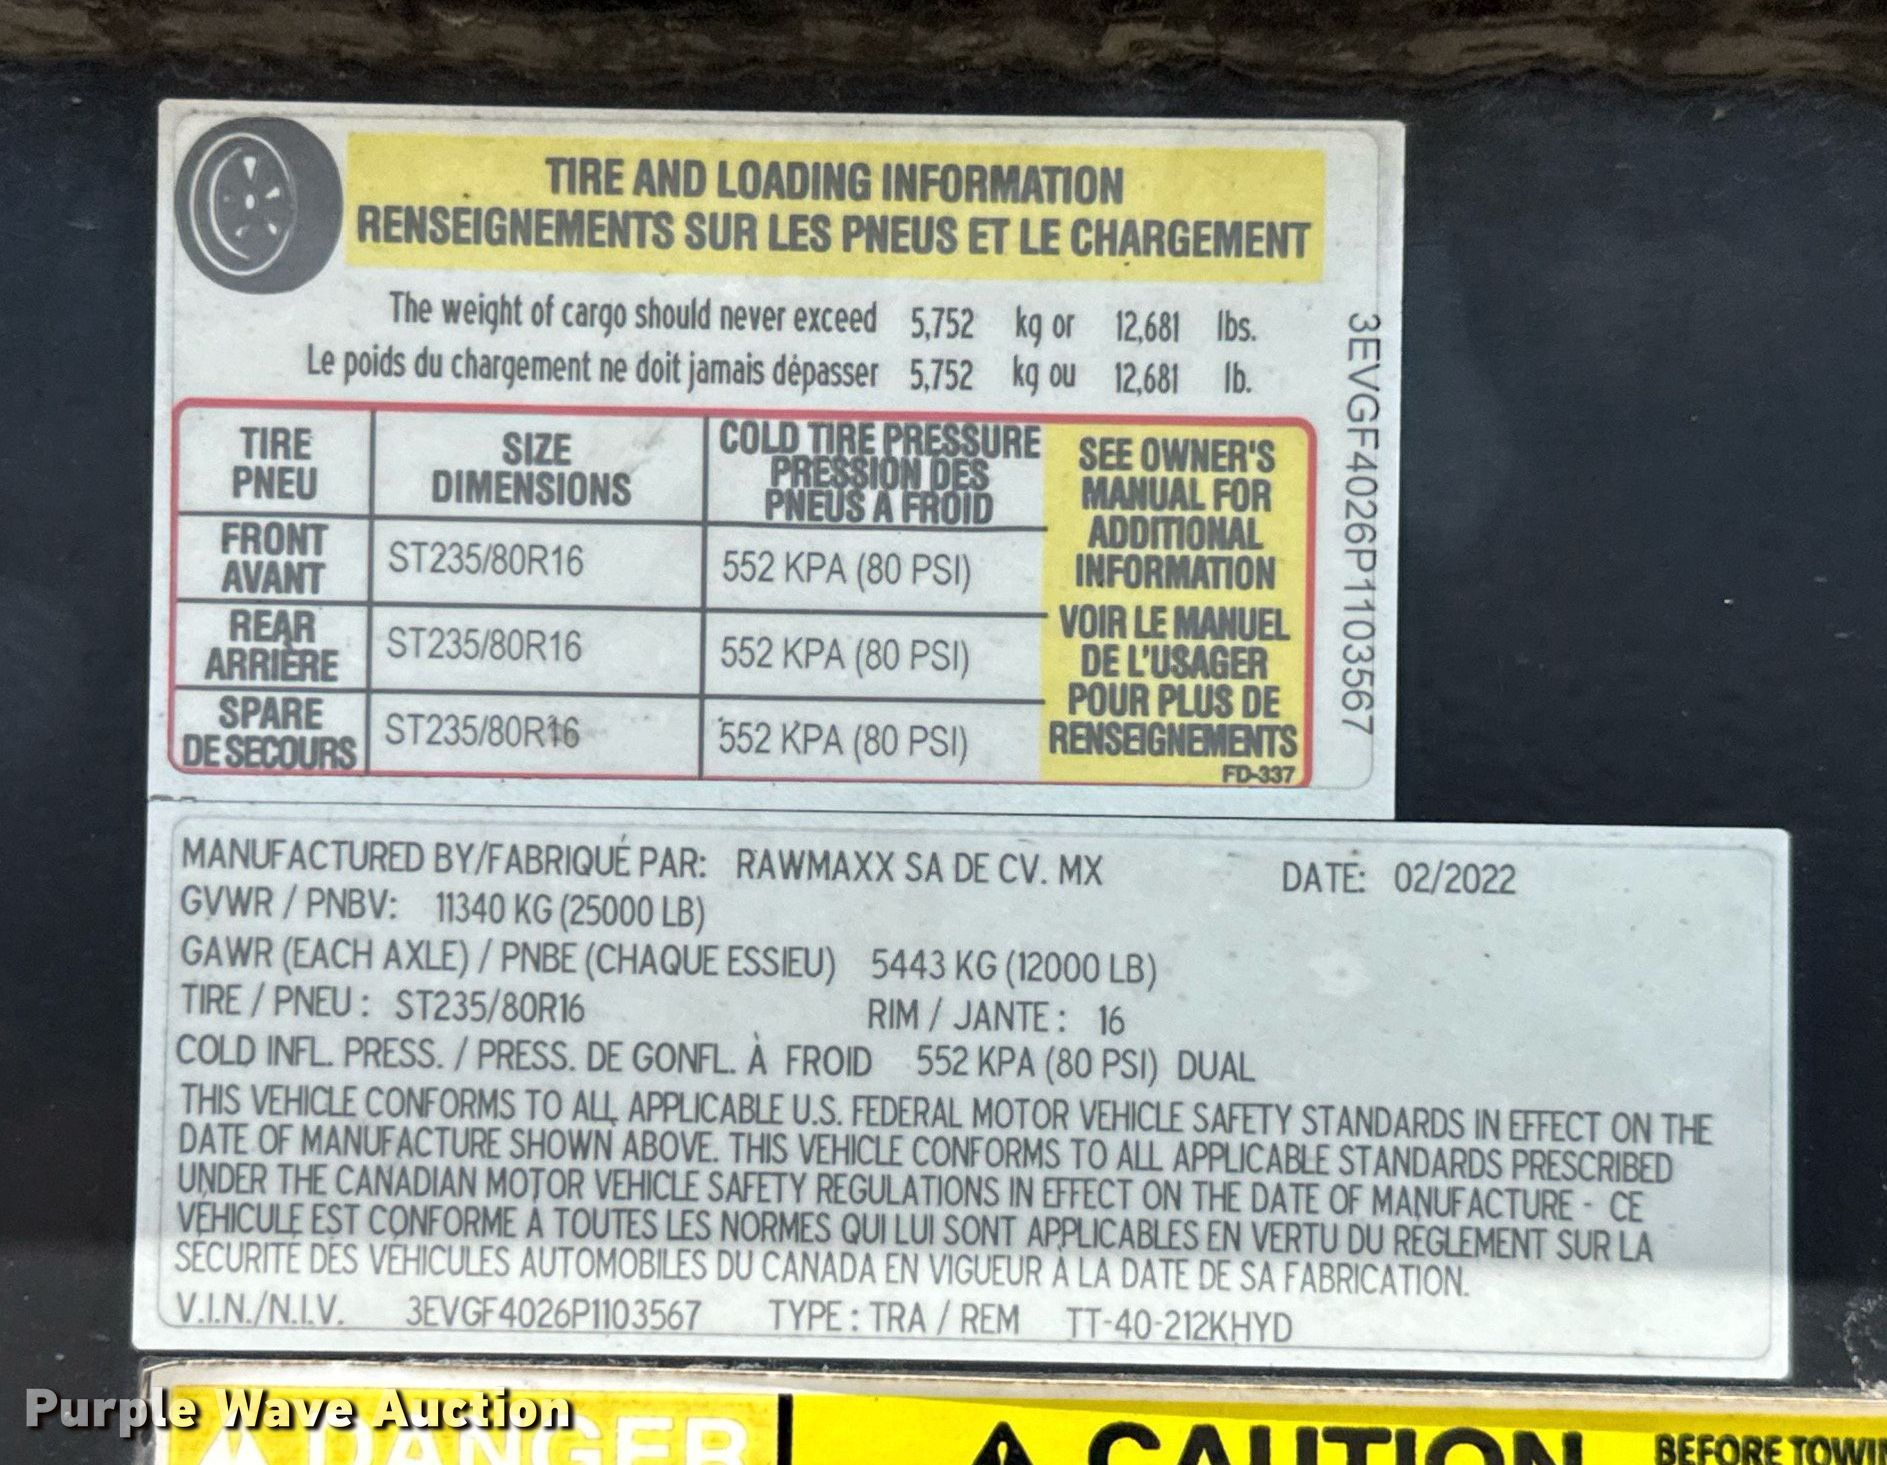 TIRE AND LOADING INFORMATION
RENSEIGNEMENTS SUR LES PNEUS ET LE CHARGEMENT
The weight of cargo should never exceed 5,752 kg or 12,681 lbs.
Le poids du chargement ne doit jamais dépasser 5,752 kg ou 12,681 lb.
TIRE
PNEU
SIZE
DIMENSIONS
COLD TIRE PRESSURE
PRESSION DES
PNEUS A FROID
FRONT
AVANT
ST235/80R16
552 KPA (80 PSI)
REAR
ARRIÈRE
ST235/80R16
552 KPA (80 PSI)
SPARE
DE SECOURS
ST235/80R16
552 KPA (80 PSI)
SEE OWNER'S
MANUAL FOR
ADDITIONAL
INFORMATION
VOIR LE MANUEL
DE L'USAGER
POUR PLUS DE
RENSEIGNEMENTS
FD-337
3EVGF4026P1103567
MANUFACTURED BY/FABRIQUÉ PAR: RAWMAXX SA DE CV. MX DATE: 02/2022
GVWR / PNBV: 11340 KG (25000 LB)
GAWR (EACH AXLE) / PNBE (CHAQUE ESSIEU) 5443 KG (12000 LB)
TIRE / PNEU : ST235/80R16 RIM / JANTE : 16
COLD INFL. PRESS. / PRESS. DE GONFL. À FROID 552 KPA (80 PSI) DUAL
THIS VEHICLE CONFORMS TO ALL APPLICABLE U.S. FEDERAL MOTOR VEHICLE SAFETY STANDARDS IN EFFECT ON THE
DATE OF MANUFACTURE SHOWN ABOVE. THIS VEHICLE CONFORMS TO ALL APPLICABLE STANDARDS PRESCRIBED
UNDER THE CANADIAN MOTOR VEHICLE SAFETY REGULATIONS IN EFFECT ON THE DATE OF MANUFACTURE - CE
VÉHICULE EST CONFORME À TOUTES LES NORMES QUI LUI SONT APPLICABLES EN VERTU DU RÈGLEMENT SUR LA
SÉCURITÉ DES VÉHICULES AUTOMOBILES DU CANADA EN VIGUEUR À LA DATE DE SA FABRICATION.
V.I.N./N.I.V. 3EVGF4026P1103567 TYPE : TRA / REM TT-40-212KHYD
Purple Wave Auction
DANGER
CAUTION
BEFORE